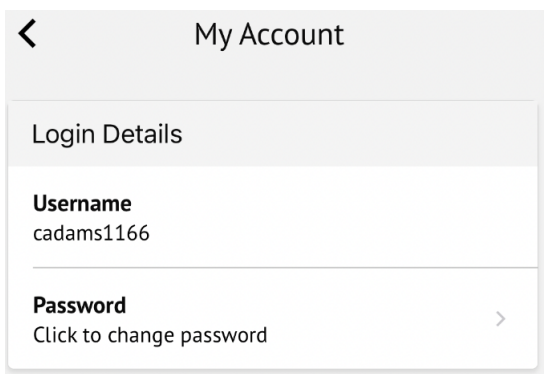 My Account
Login Details
Username
cadams1166
Password
Click to change password